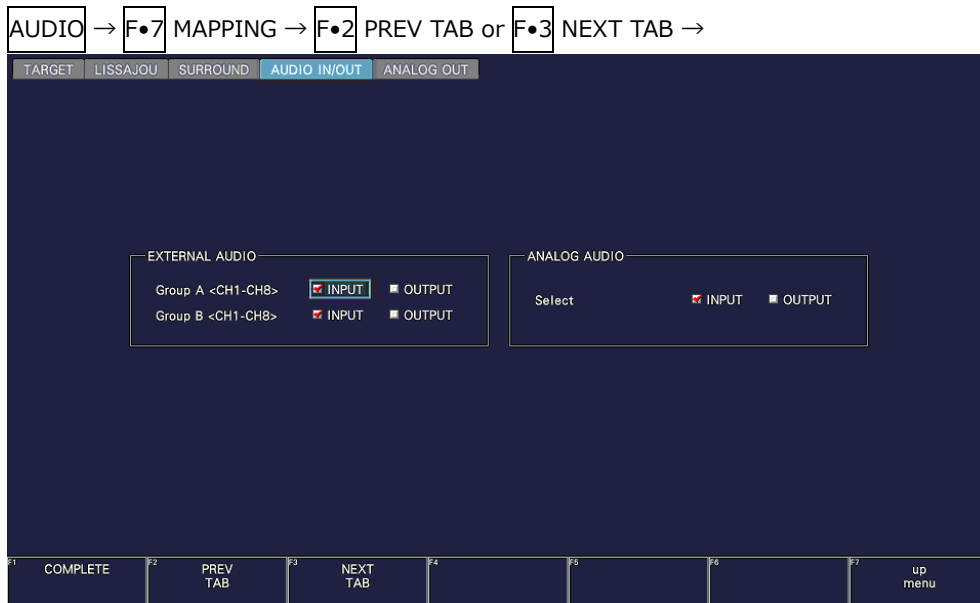 AUDIO → F•7 MAPPING → F•2 PREV TAB or F•3 NEXT TAB →
TARGET LISSAJOU SURROUND AUDIO IN/OUT ANALOG OUT
EXTERNAL AUDIO
Group A <CH1-CH8> INPUT OUTPUT
Group B <CH1-CH8> INPUT OUTPUT
ANALOG AUDIO
Select INPUT OUTPUT
F1 COMPLETE
F2 PREV
TAB
F3 NEXT
TAB
F4
F5
F6
F7 up
menu